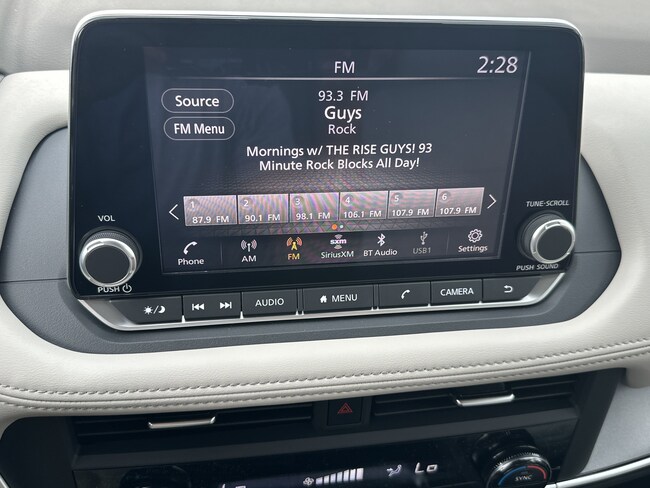 FM
2:28
Source
93.3 FM
Guys
FM Menu
Rock
Mornings w/ THE RISE GUYS! 93
Minute Rock Blocks All Day!
1 2 3 4 5 6
87.9 FM 90.1 FM 98.1 FM 106.1 FM 107.9 FM 107.9 FM
VOL
TUNE-SCROLL
Phone AM FM SiriusXM BT Audio USB1 Settings
sxm
PUSH
PUSH SOUND
AUDIO MENU CAMERA
Lo
SYNC